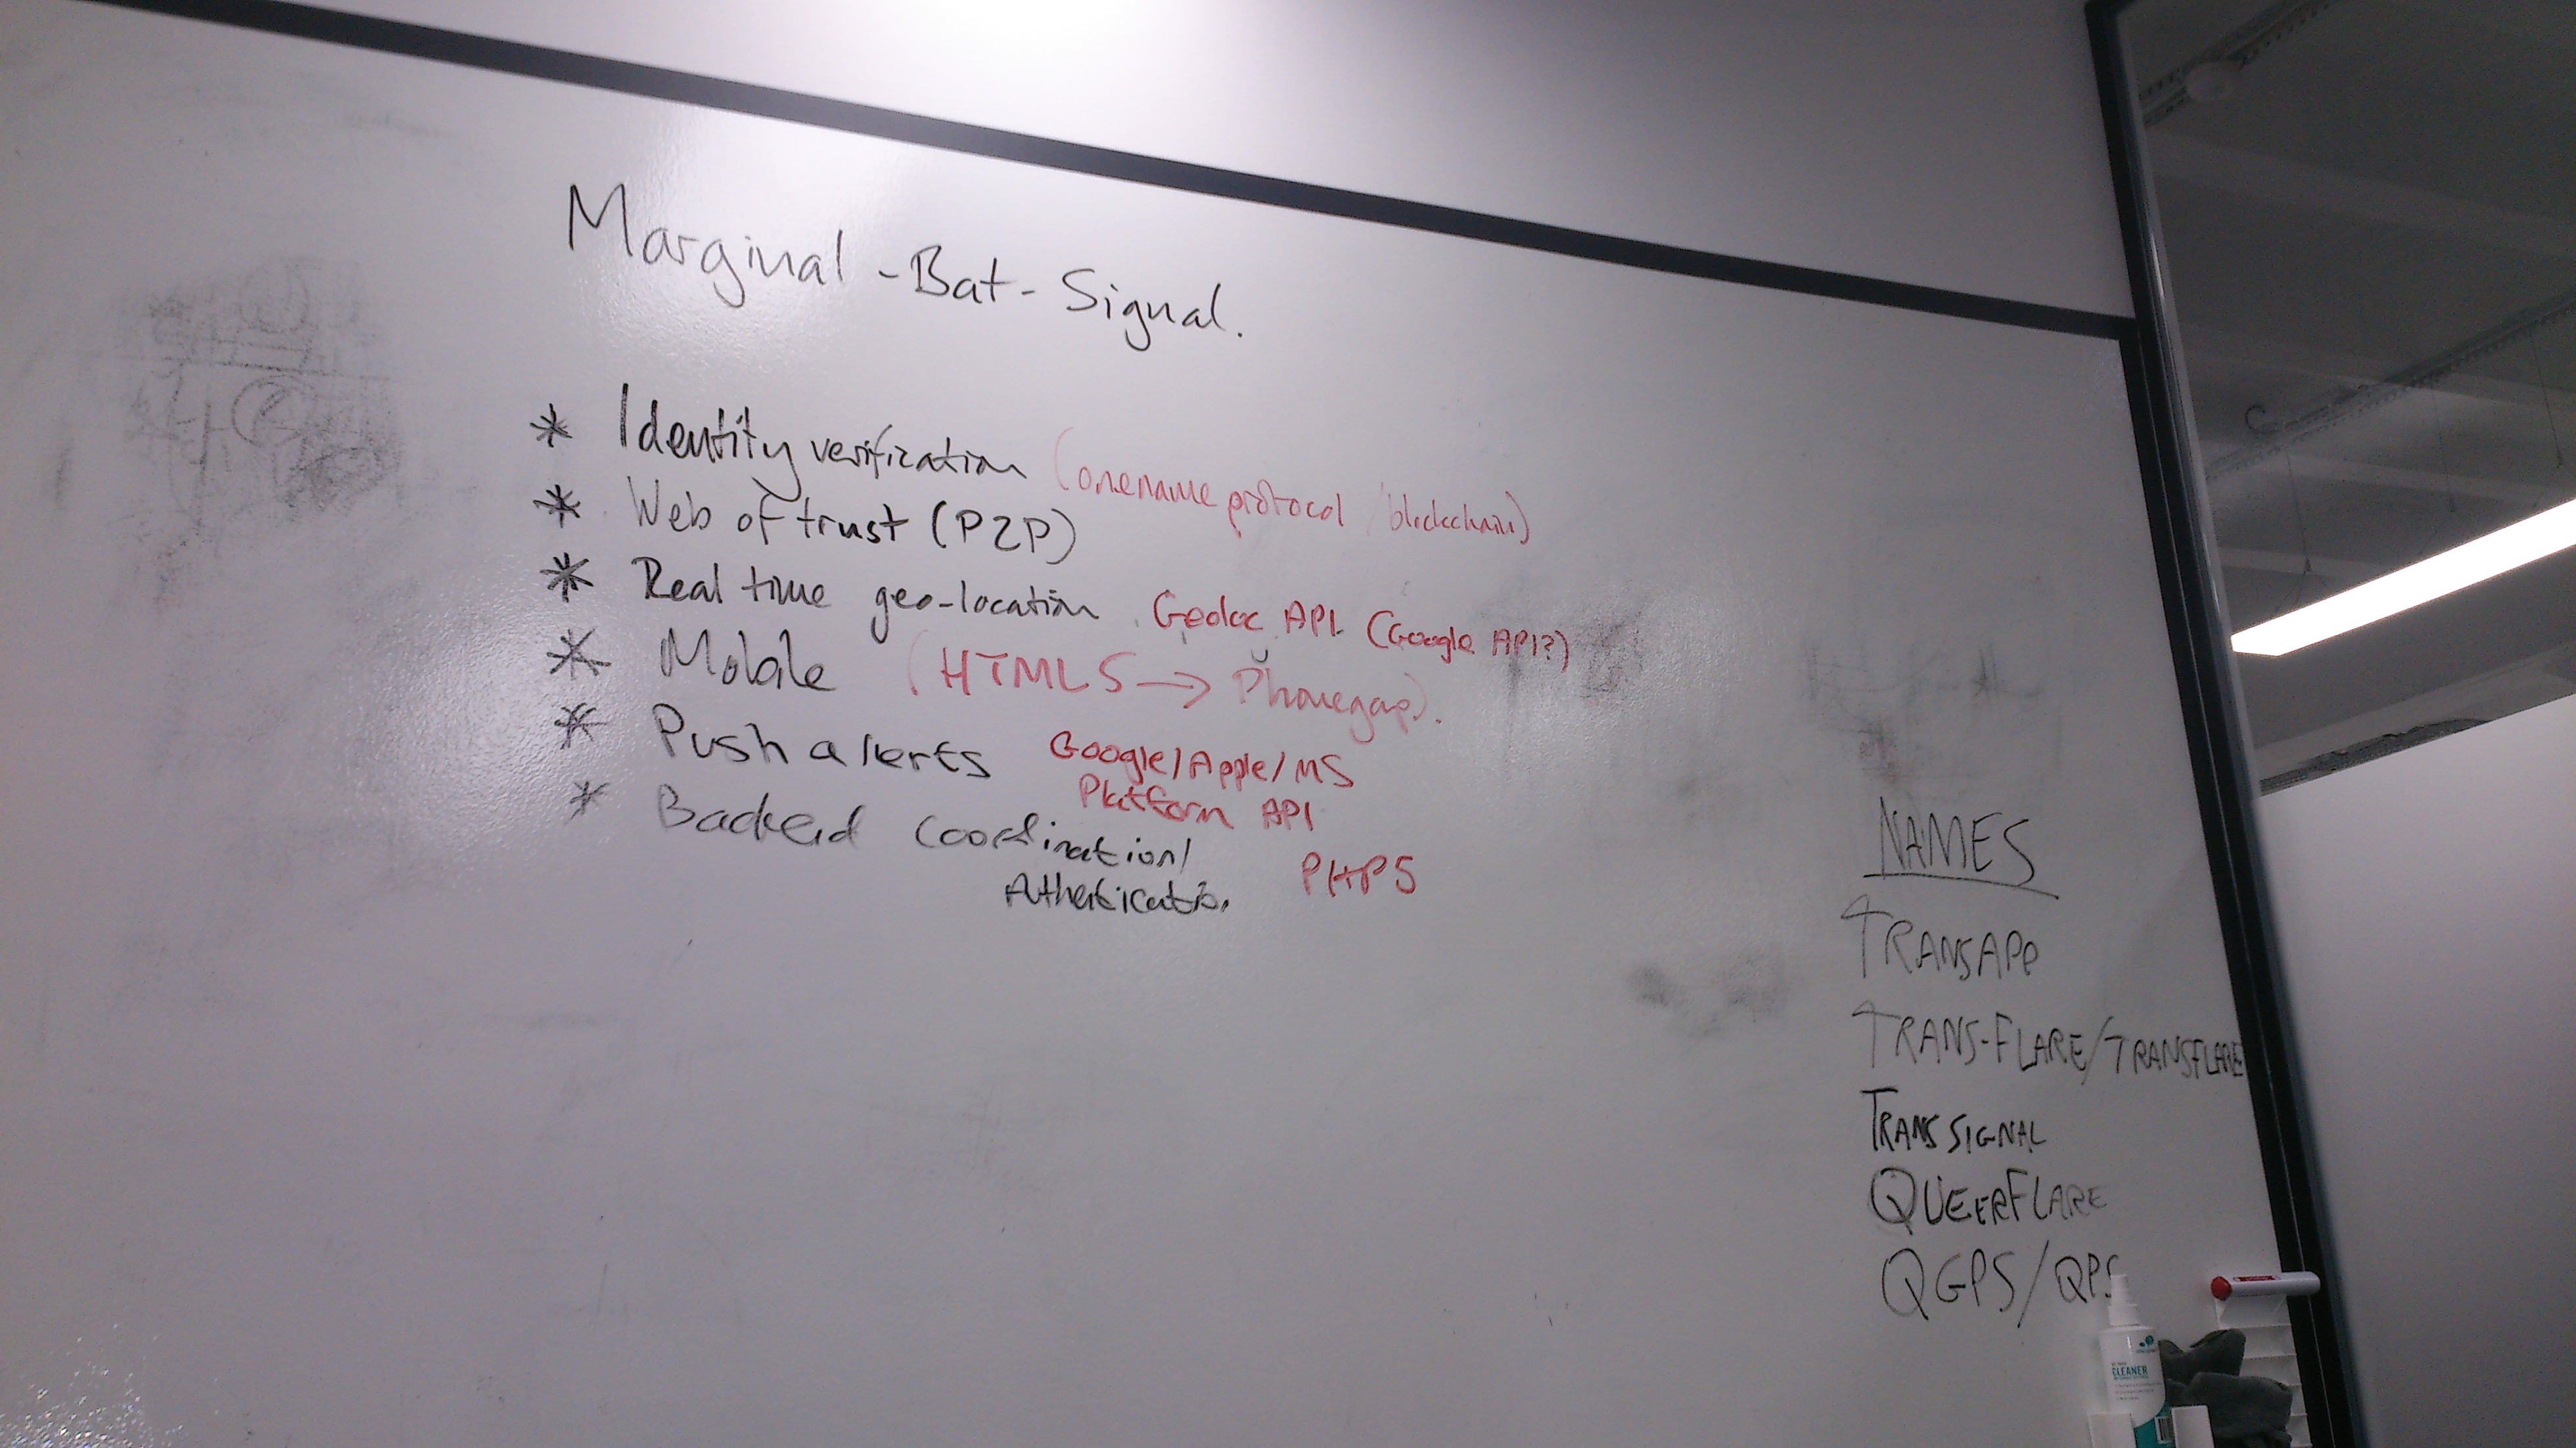 Marginal-Bat-Signal.
* Identity verification (onename protocol / blockchain)
* Web of trust (P2P)
* Real time geo-location Geoloc API (Google API?)
* Mobile (HTML5 → Phonegap).
* Push alerts Google/Apple/MS
Platform API
* Backend Coordination/
Authentication PHP5
NAMES
TRANSAPP
TRANS-FLARE/TRANSFLARE
TRANS SIGNAL
QUEERFLARE
QGPS/QPS
CLEANER